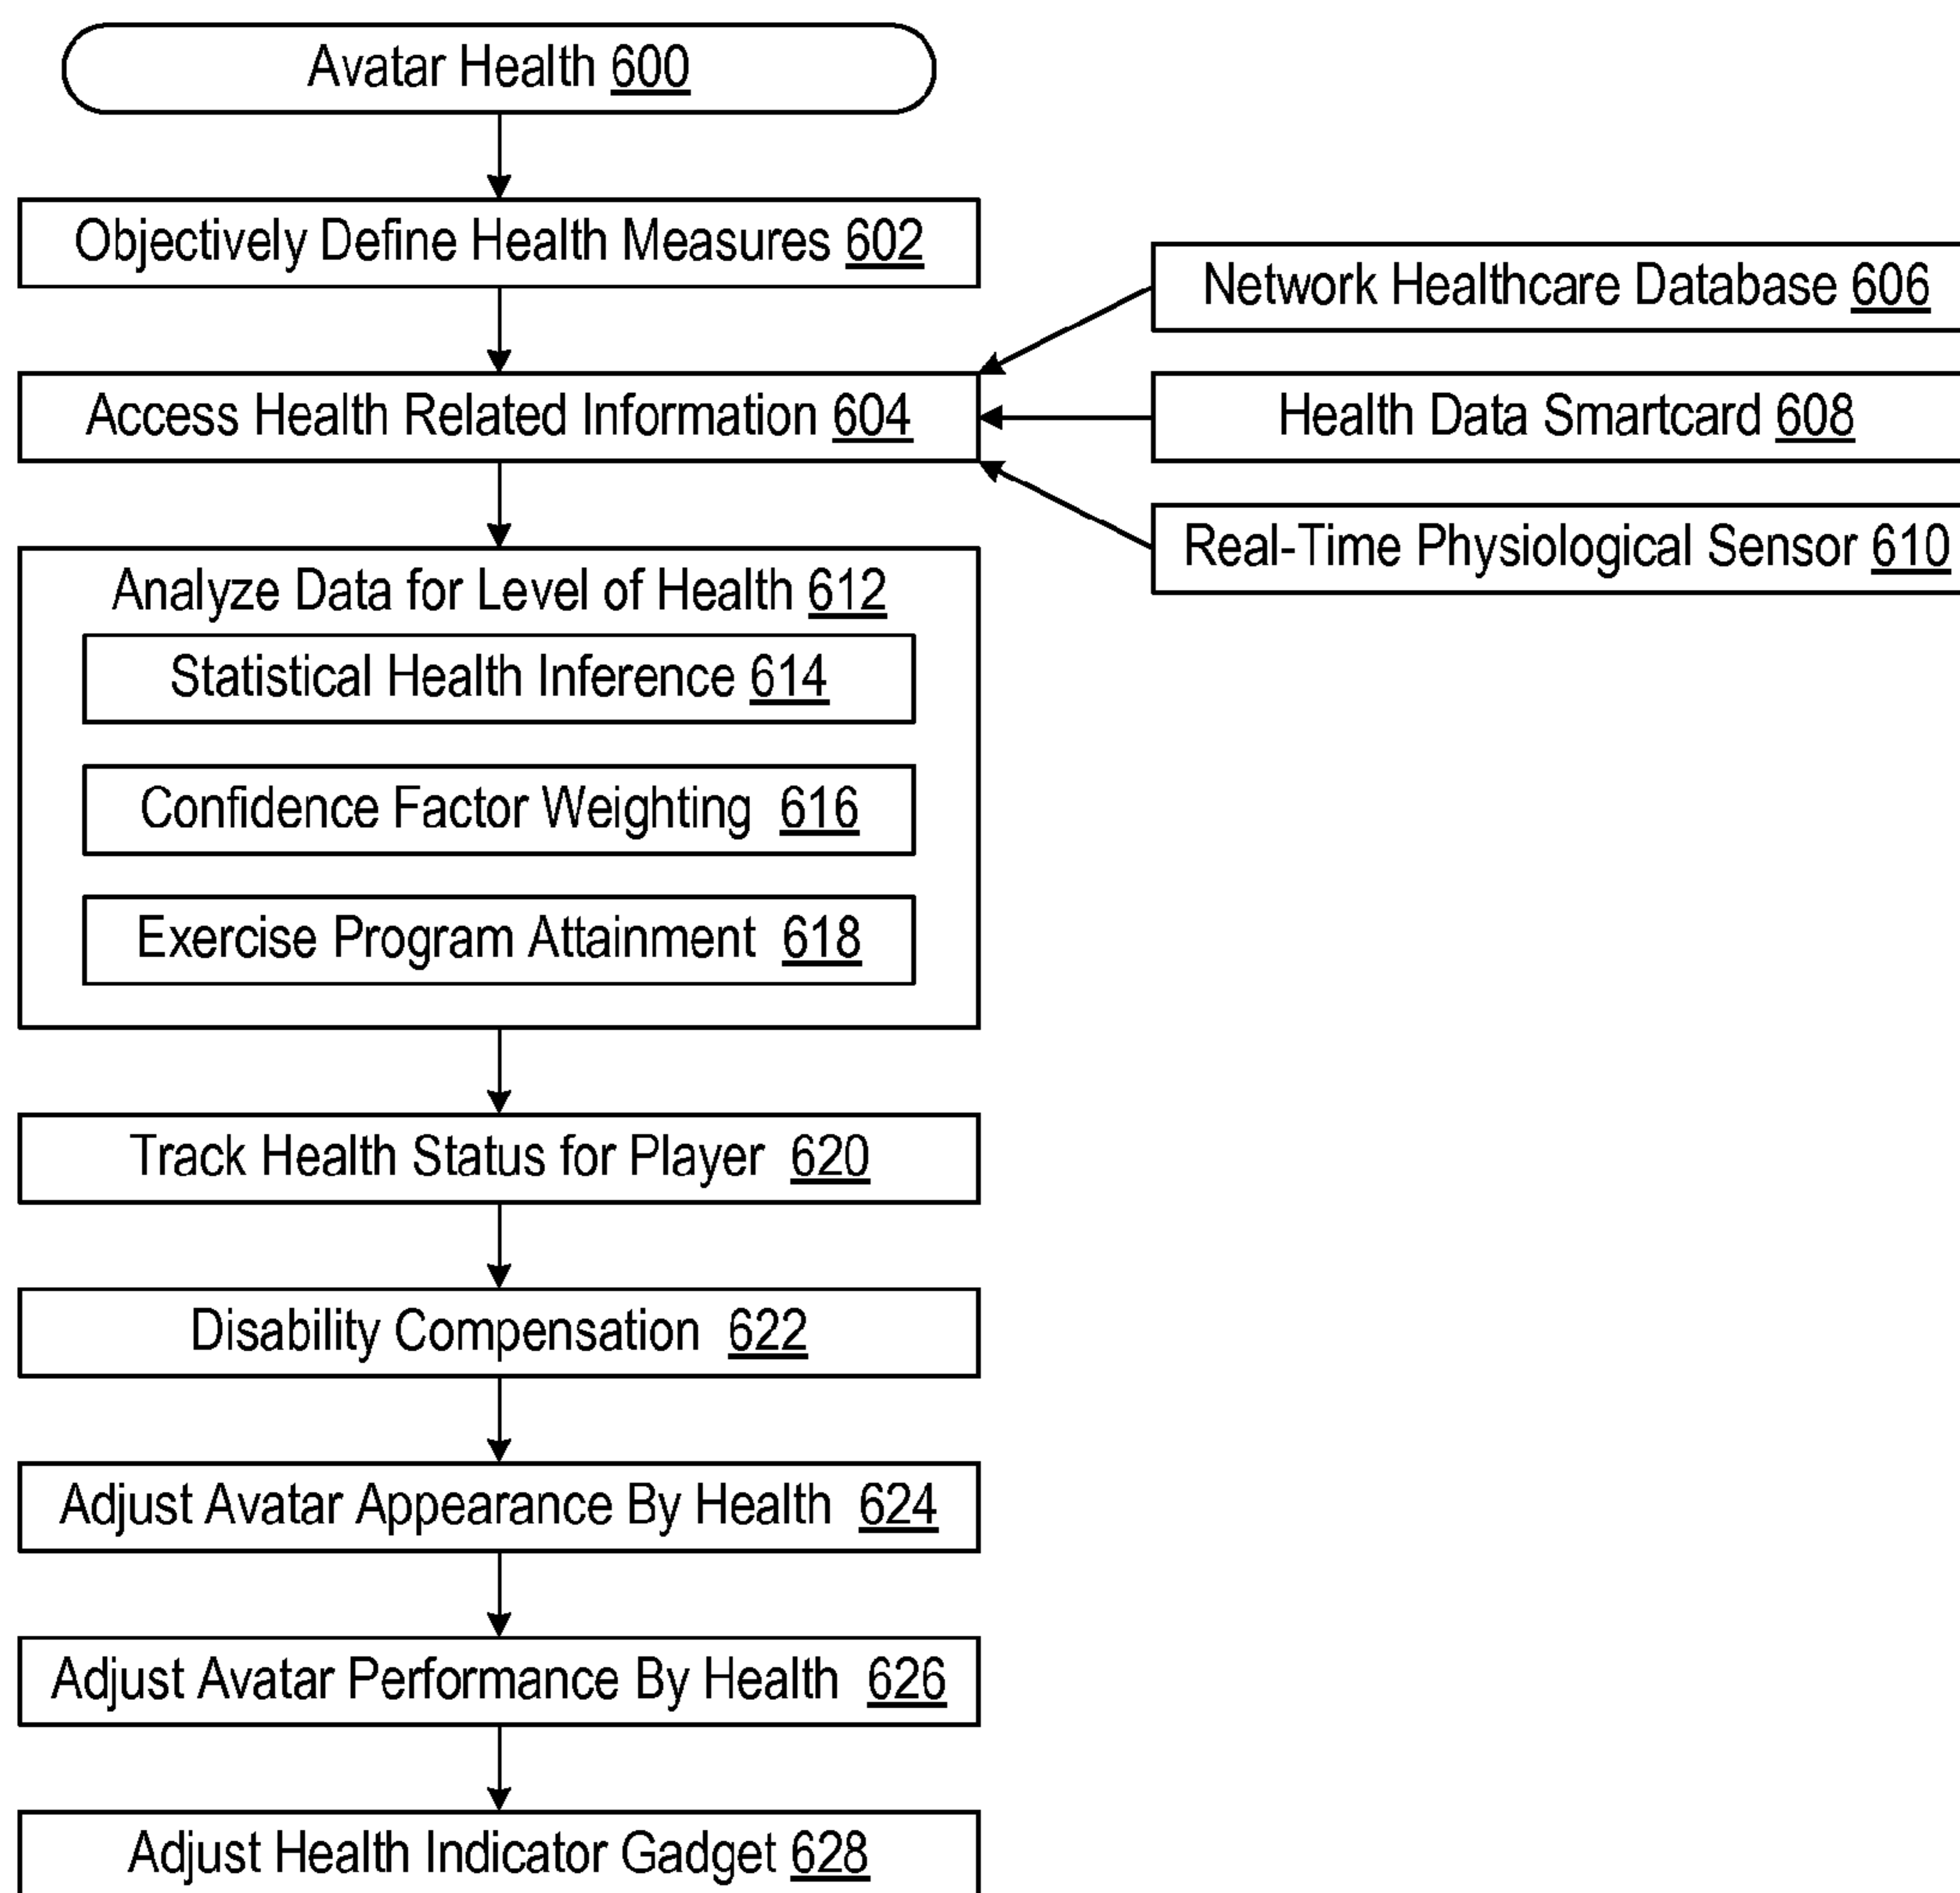 Avatar Health 600
Objectively Define Health Measures 602
Network Healthcare Database 606
Access Health Related Information 604
Health Data Smartcard 608
Real-Time Physiological Sensor 610
Analyze Data for Level of Health 612
Statistical Health Inference 614
Confidence Factor Weighting 616
Exercise Program Attainment 618
Track Health Status for Player 620
Disability Compensation 622
Adjust Avatar Appearance By Health 624
Adjust Avatar Performance By Health 626
Adjust Health Indicator Gadget 628